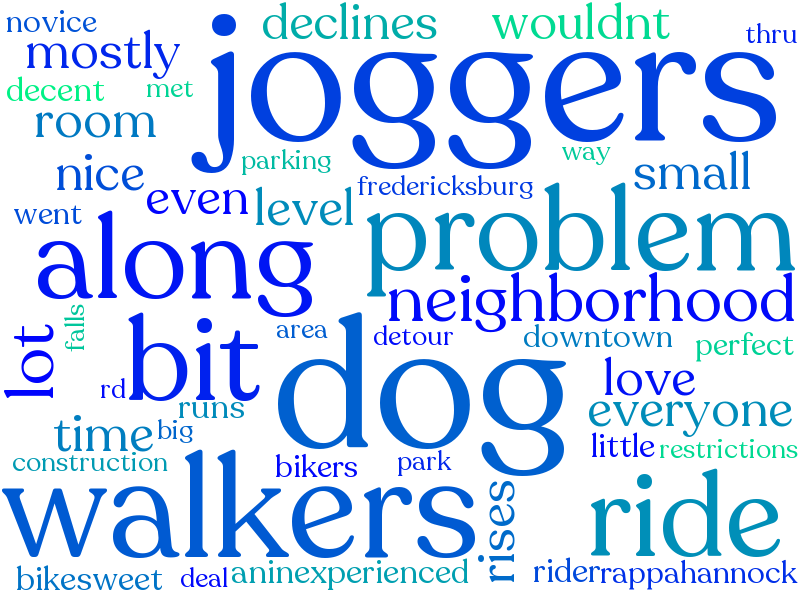 novice
declines
wouldnt
thru
mostly
joggers
decent
met
room
parking
way
nice
fredericksburg
small
went
even
level
along
problem
neighborhood
lot
falls
bit
area
detour
downtown
perfect
dog
rd
love
runs
everyone
time
big
little
restrictions
construction
bikers
park
walkers
rises
ride
bikesweet
deal
aninexperienced
rider
rappahannock